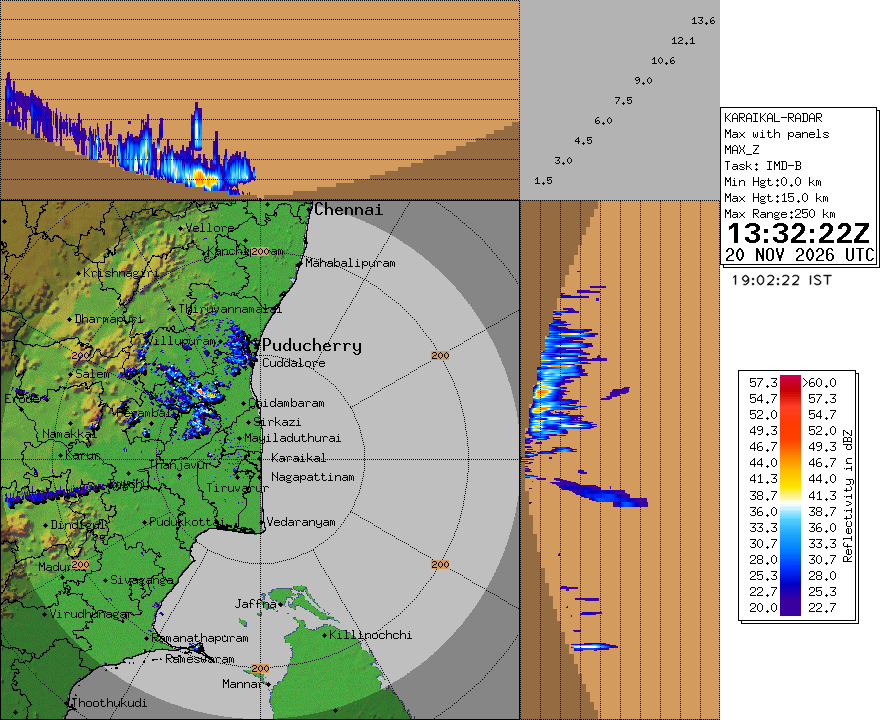 13.6
12.1
10.6
9.0
7.5
6.0
4.5
3.0
1.5
KARAIKAL-RADAR
Max with panels
MAX_Z
Task: IMD-B
Min Hgt:0.0 km
Max Hgt:15.0 km
Max Range:250 km
13:32:22Z
20 NOV 2026 UTC
19:02:22 IST
Chennai
Vellore
200
Mahabalipuram
Krishnagiri
Thiruvannamalai
Dharmapuri
Villupuram
Puducherry
200
200
Cuddalore
Salem
Chidambaram
Perambal
Sirkazi
Namakkal
Mayiladuthurai
Karur
Karaikal
Thanjavur
Nagapattinam
Tiruvarur
Dindigul
Pudukkottai
Vedaranyam
200
200
Sivaganga
Jaffna
Virudhunagar
Ramanathapuram
Killinochchi
Rameswaram
200
Mannar
Thoothukudi
57.3 >60.0
54.7 57.3
52.0 54.7
49.3 52.0
46.7 49.3
44.0 46.7
41.3 44.0
38.7 41.3
36.0 38.7
33.3 36.0
30.7 33.3
28.0 30.7
25.3 28.0
22.7 25.3
20.0 22.7
Reflectivity in dBZ